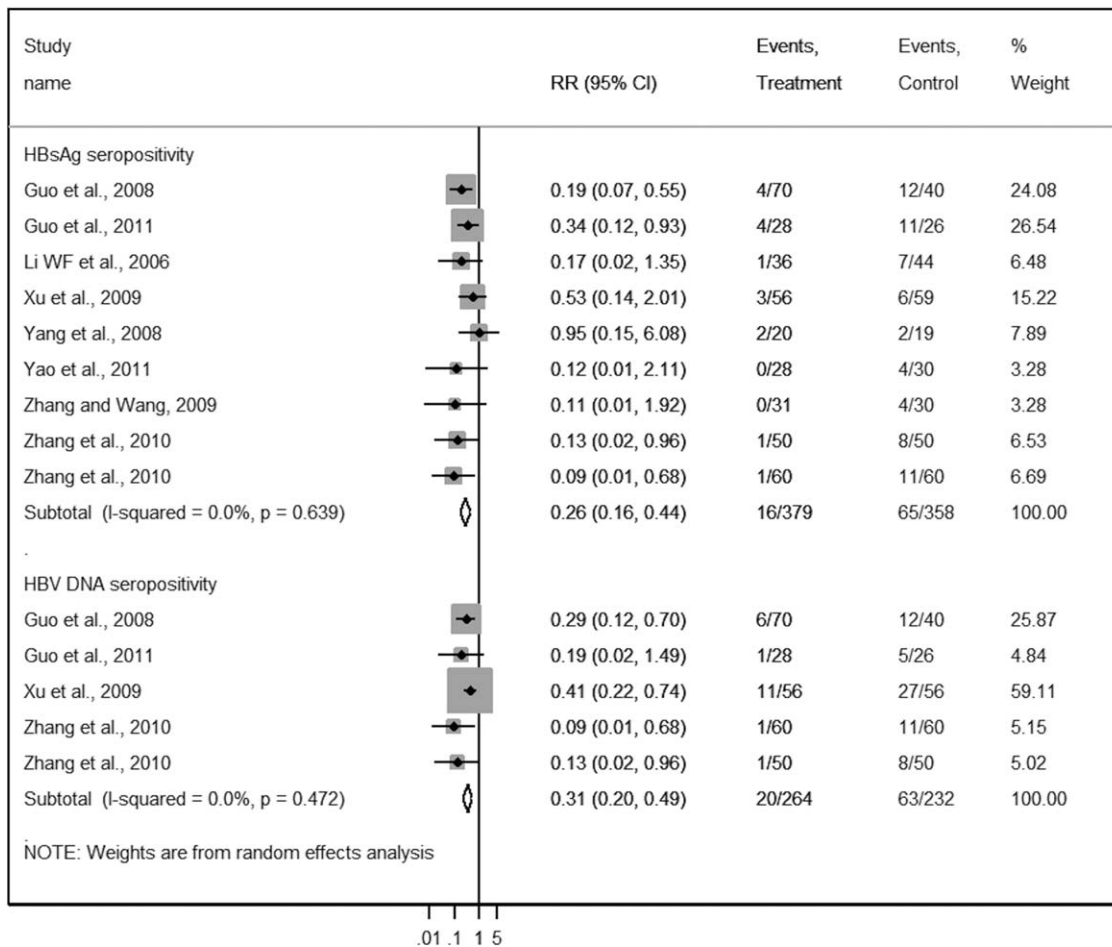 Study Events, Events, %
name RR (95% CI) Treatment Control Weight
HBsAg seropositivity
Guo et al., 2008 0.19 (0.07, 0.55) 4/70 12/40 24.08
Guo et al., 2011 0.34 (0.12, 0.93) 4/28 11/26 26.54
Li WF et al., 2006 0.17 (0.02, 1.35) 1/36 7/44 6.48
Xu et al., 2009 0.53 (0.14, 2.01) 3/56 6/59 15.22
Yang et al., 2008 0.95 (0.15, 6.08) 2/20 2/19 7.89
Yao et al., 2011 0.12 (0.01, 2.11) 0/28 4/30 3.28
Zhang and Wang, 2009 0.11 (0.01, 1.92) 0/31 4/30 3.28
Zhang et al., 2010 0.13 (0.02, 0.96) 1/50 8/50 6.53
Zhang et al., 2010 0.09 (0.01, 0.68) 1/60 11/60 6.69
Subtotal (I-squared = 0.0%, p = 0.639) 0.26 (0.16, 0.44) 16/379 65/358 100.00
.
HBV DNA seropositivity
Guo et al., 2008 0.29 (0.12, 0.70) 6/70 12/40 25.87
Guo et al., 2011 0.19 (0.02, 1.49) 1/28 5/26 4.84
Xu et al., 2009 0.41 (0.22, 0.74) 11/56 27/56 59.11
Zhang et al., 2010 0.09 (0.01, 0.68) 1/60 11/60 5.15
Zhang et al., 2010 0.13 (0.02, 0.96) 1/50 8/50 5.02
Subtotal (I-squared = 0.0%, p = 0.472) 0.31 (0.20, 0.49) 20/264 63/232 100.00
.
NOTE: Weights are from random effects analysis
.01 .1 1 5